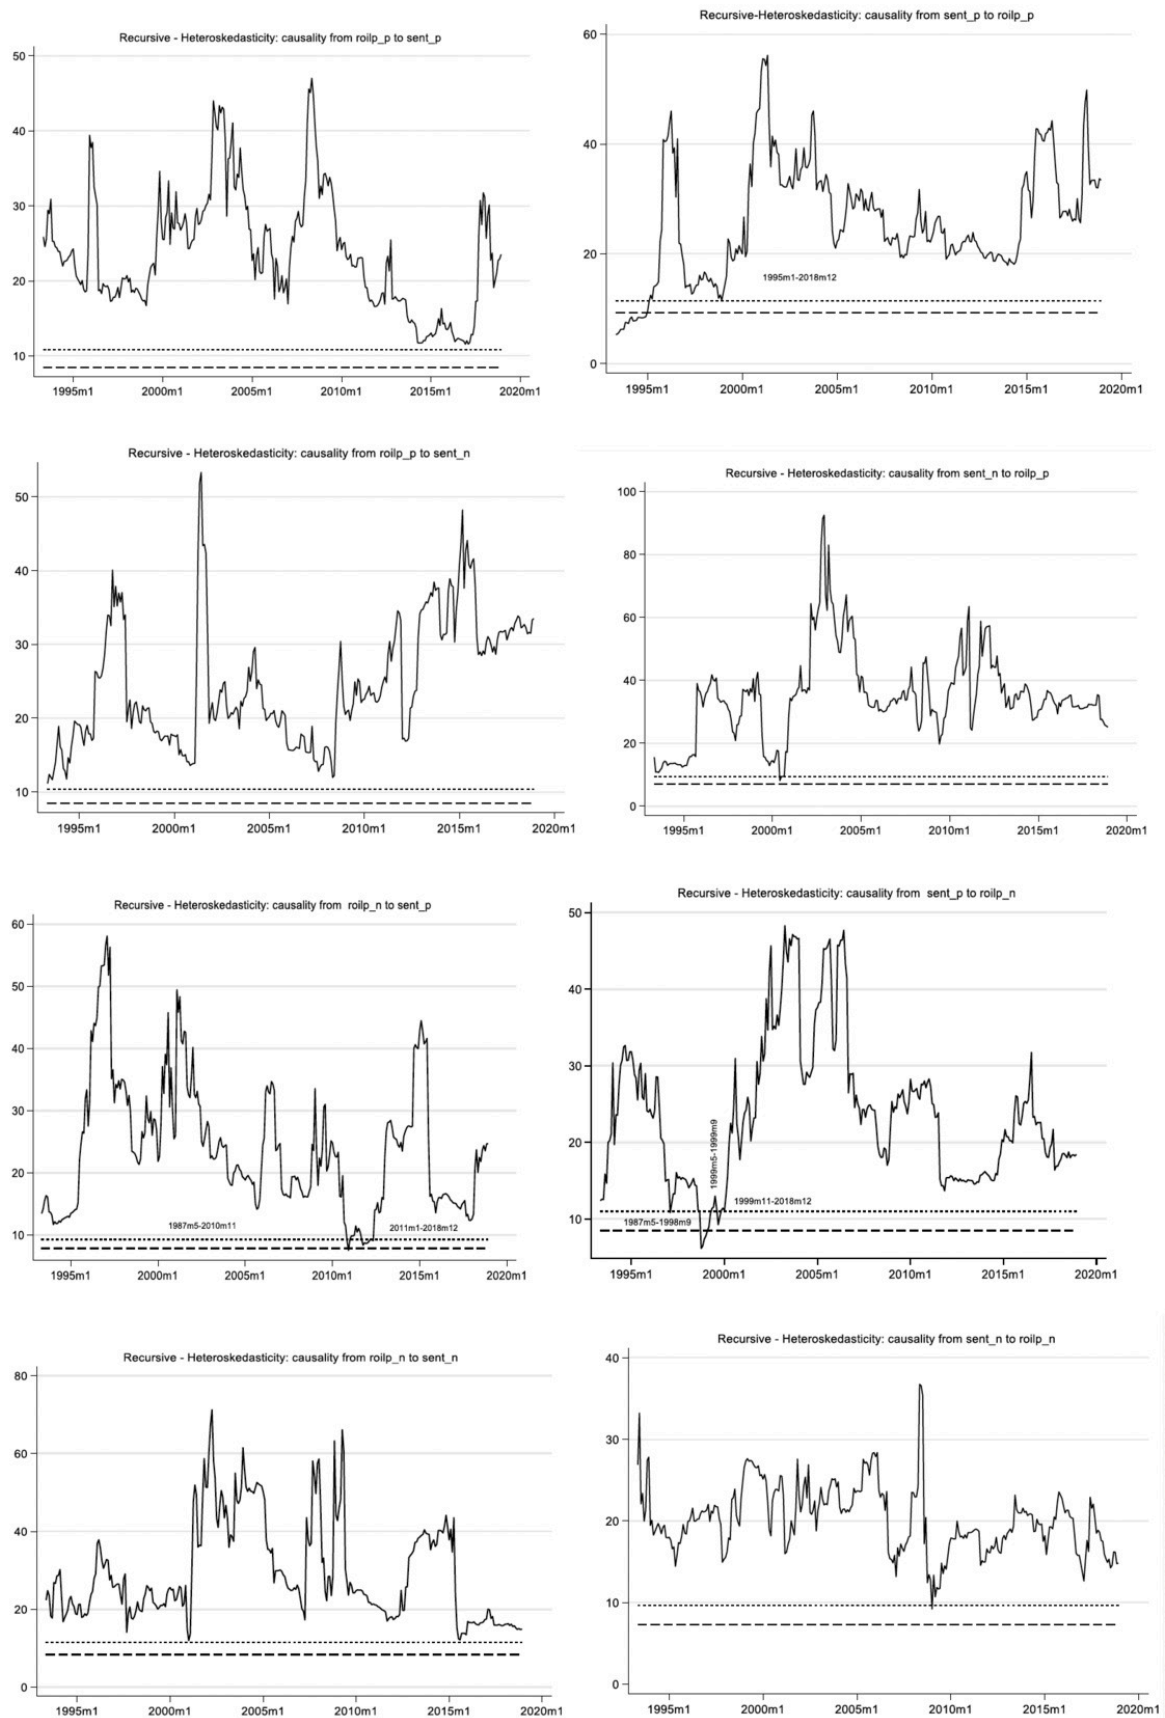 Recursive - Heteroskedasticity: causality from roilp_p to sent_p
50
40
30
20
10
1995m1 2000m1 2005m1 2010m1 2015m1 2020m1
Recursive-Heteroskedasticity: causality from sent_p to roilp_p
60
40
20
0
1995m1-2018m12
1995m1 2000m1 2005m1 2010m1 2015m1 2020m1
Recursive - Heteroskedasticity: causality from roilp_p to sent_n
50
40
30
20
10
1995m1 2000m1 2005m1 2010m1 2015m1 2020m1
Recursive - Heteroskedasticity: causality from sent_n to roilp_p
100
80
60
40
20
0
1995m1 2000m1 2005m1 2010m1 2015m1 2020m1
Recursive - Heteroskedasticity: causality from roilp_n to sent_p
60
50
40
30
20
10
1987m5-2010m11
2011m1-2018m12
1995m1 2000m1 2005m1 2010m1 2015m1 2020m1
Recursive - Heteroskedasticity: causality from sent_p to roilp_n
50
40
30
20
10
1987m5-1998m9
1999m5-1999m9
1999m11-2018m12
1995m1 2000m1 2005m1 2010m1 2015m1 2020m1
Recursive - Heteroskedasticity: causality from roilp_n to sent_n
80
60
40
20
0
1995m1 2000m1 2005m1 2010m1 2015m1 2020m1
Recursive - Heteroskedasticity: causality from sent_n to roilp_n
40
30
20
10
0
1995m1 2000m1 2005m1 2010m1 2015m1 2020m1